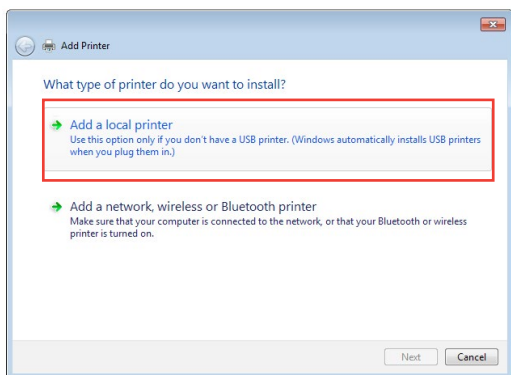 Add Printer
What type of printer do you want to install?
Add a local printer
Use this option only if you don't have a USB printer. (Windows automatically installs USB printers
when you plug them in.)
Add a network, wireless or Bluetooth printer
Make sure that your computer is connected to the network, or that your Bluetooth or wireless
printer is turned on.
Next Cancel